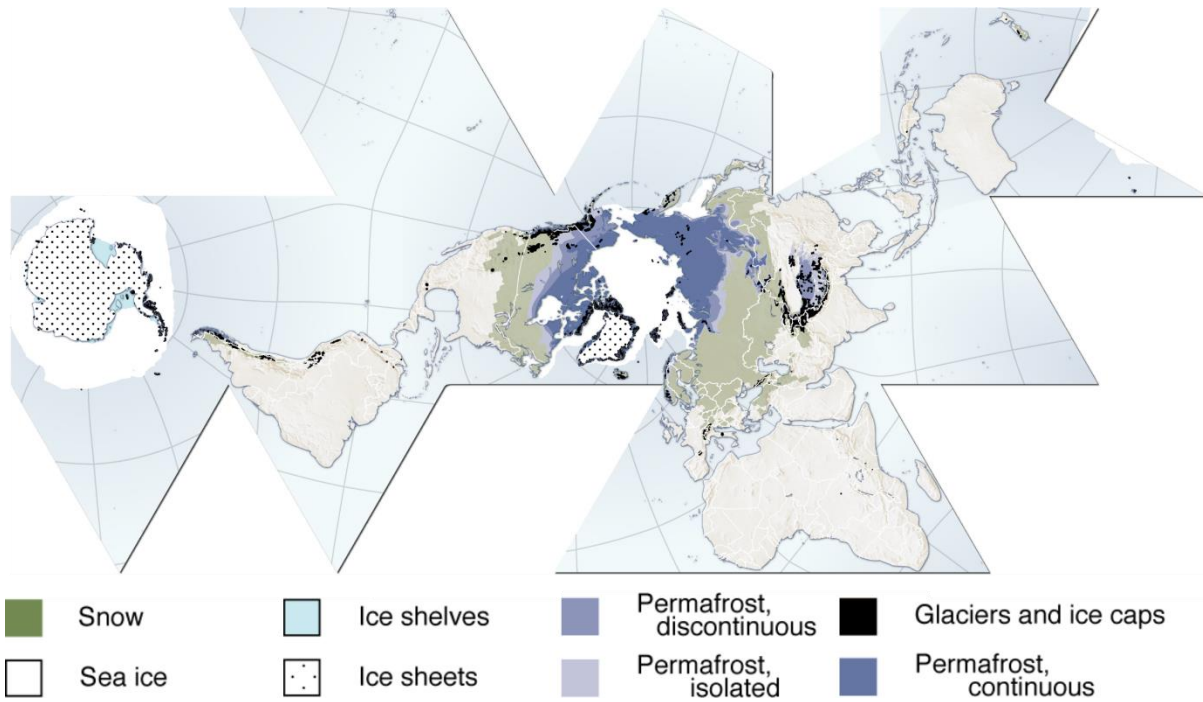 Snow
Ice shelves
Permafrost,
discontinuous
Glaciers and ice caps
Sea ice
Ice sheets
Permafrost,
isolated
Permafrost,
continuous